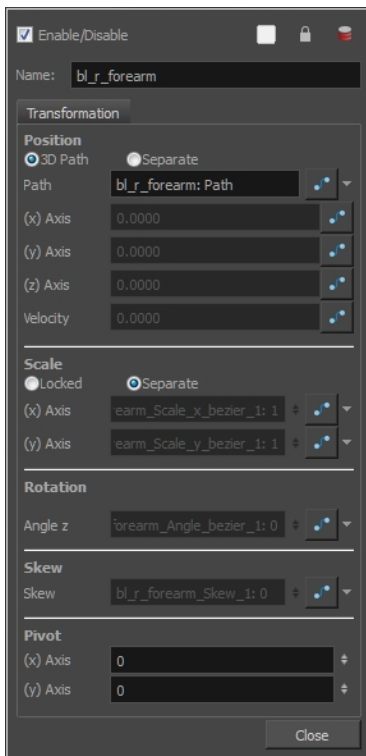 Enable/Disable
Name: bl_r_forearm
Transformation
Position
3D Path Separate
Path bl_r_forearm: Path
(x) Axis 0.0000
(y) Axis 0.0000
(z) Axis 0.0000
Velocity 0.0000
Scale
Locked Separate
(x) Axis earm_Scale_x_bezier_1: 1
(y) Axis earm_Scale_y_bezier_1: 1
Rotation
Angle z forearm_Angle_bezier_1: 0
Skew
Skew bl_r_forearm_Skew_1: 0
Pivot
(x) Axis 0
(y) Axis 0
Close